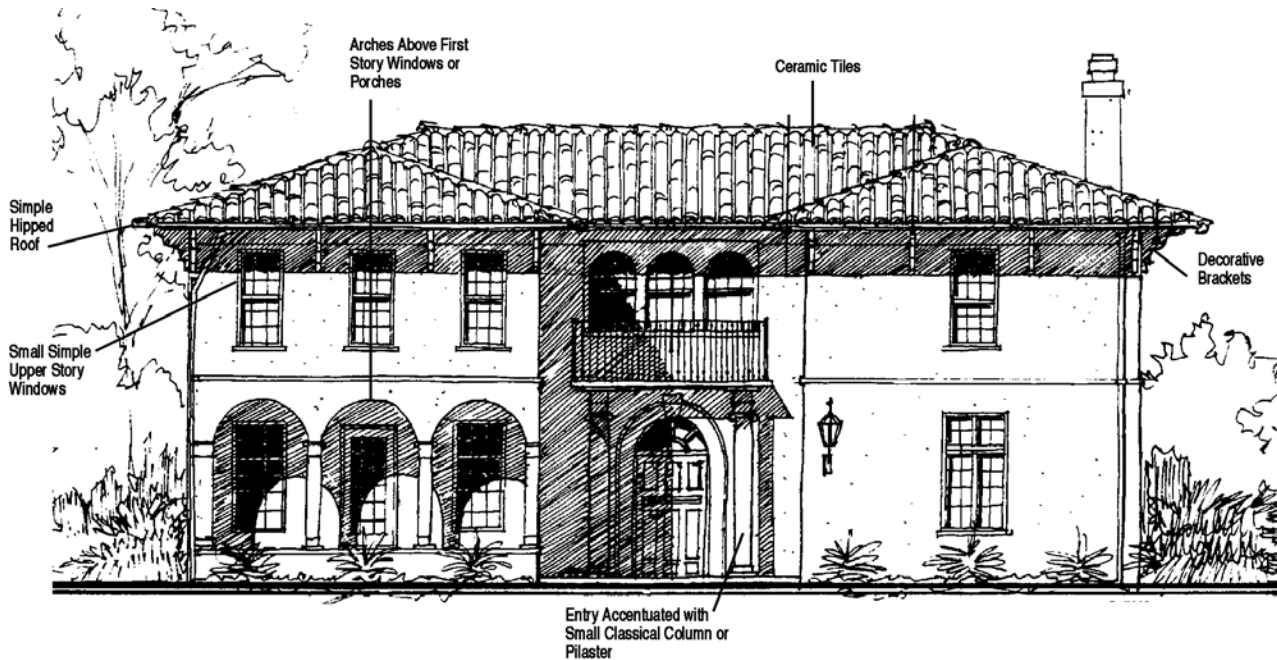 Arches Above First
Story Windows or
Porches
Ceramic Tiles
Simple
Hipped
Roof
Decorative
Brackets
Small Simple
Upper Story
Windows
Entry Accentuated with
Small Classical Column or
Pilaster